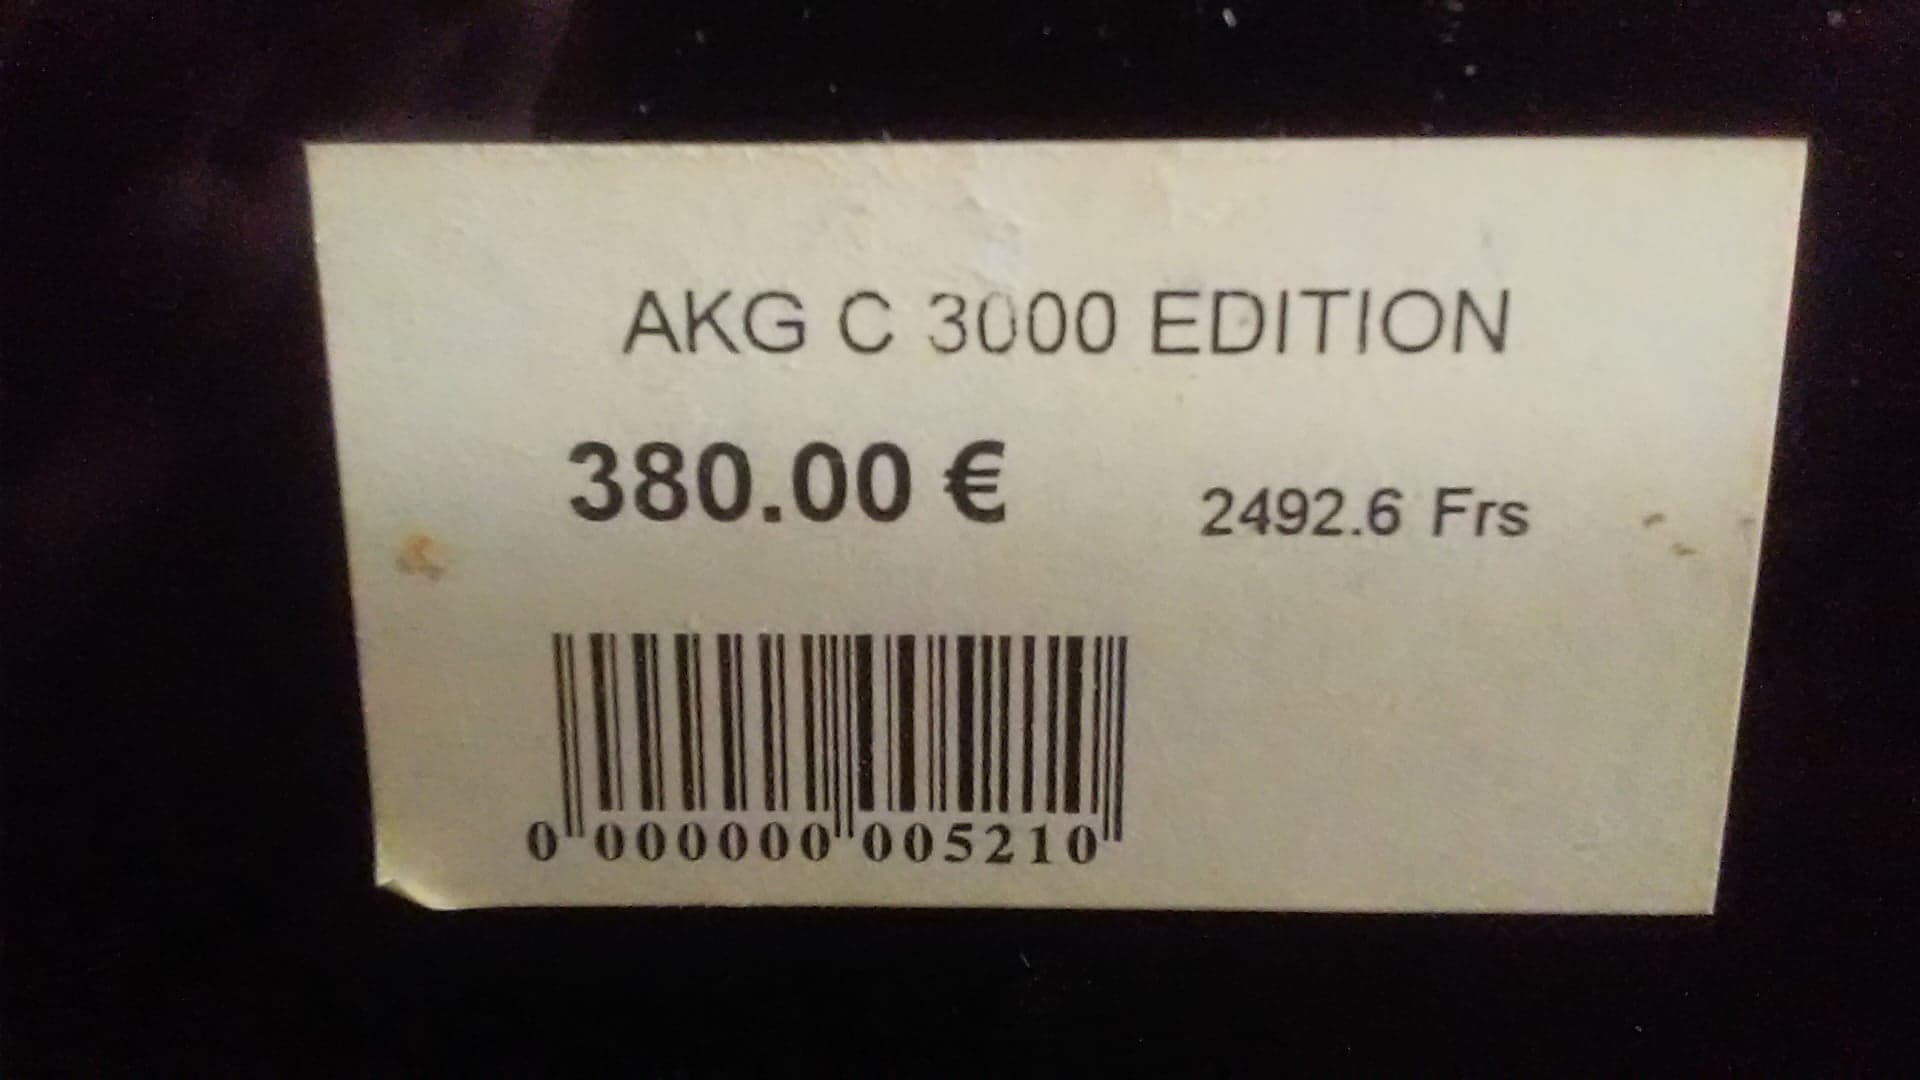 AKG C 3000 EDITION
380.00 €
2492.6 Frs
0 000000 005210